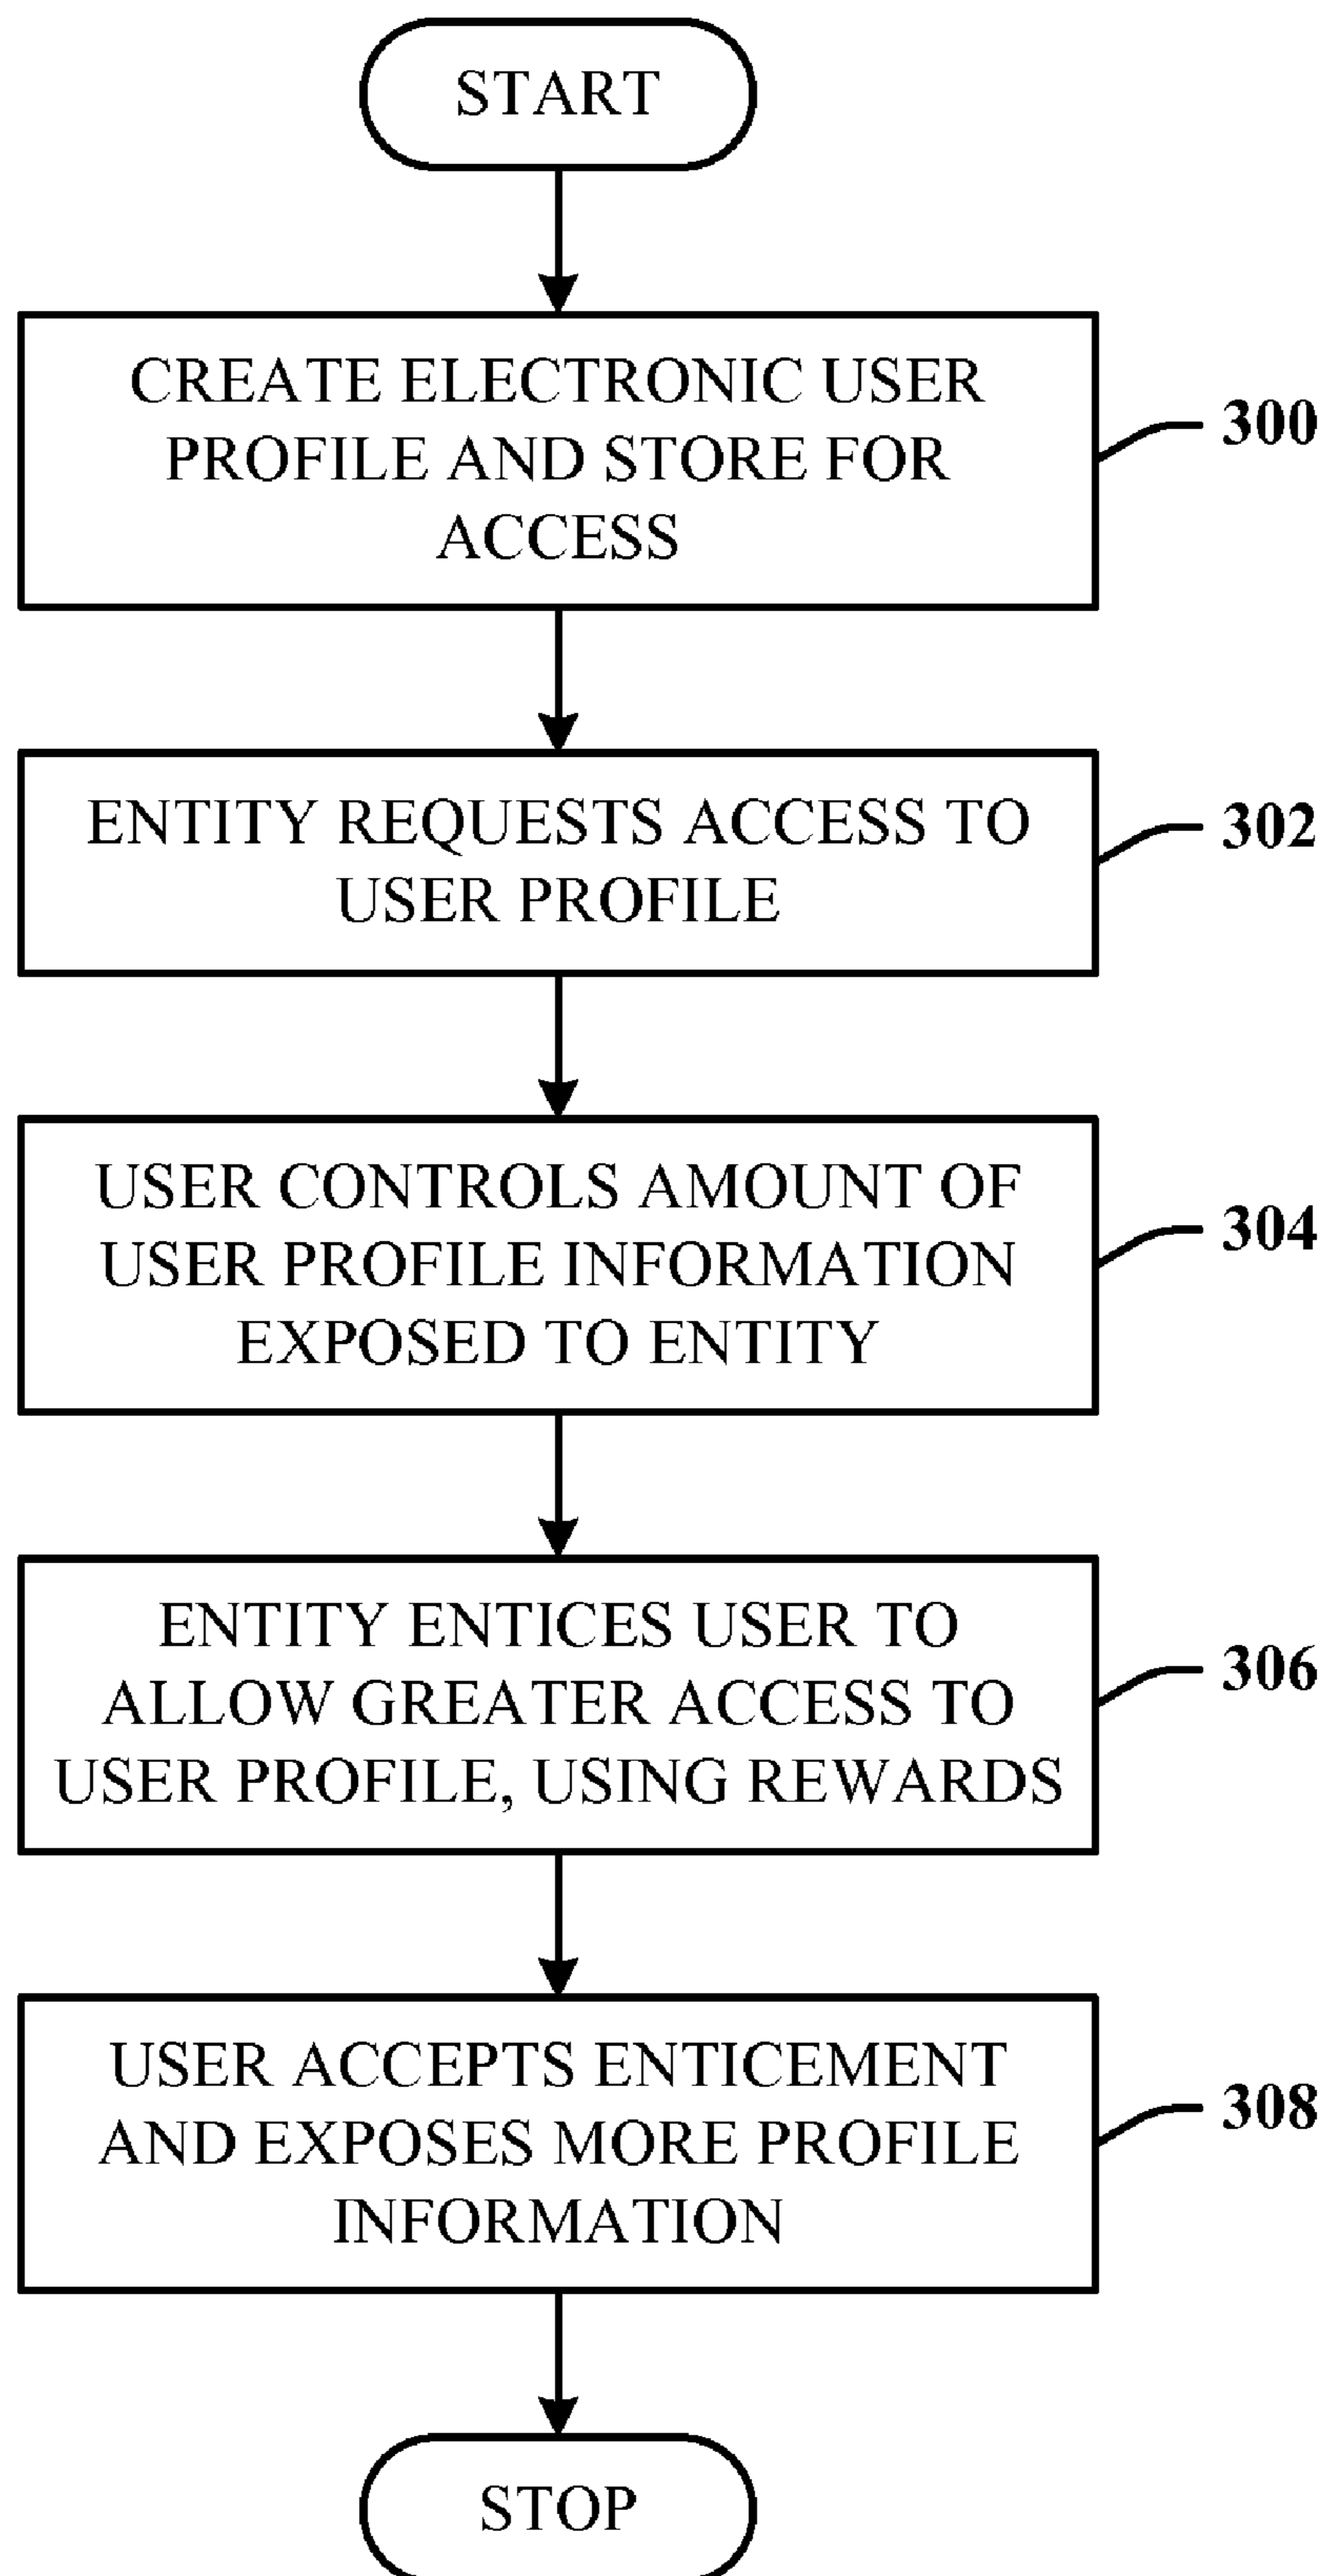 START
CREATE ELECTRONIC USER
PROFILE AND STORE FOR
ACCESS
300
ENTITY REQUESTS ACCESS TO
USER PROFILE
302
USER CONTROLS AMOUNT OF
USER PROFILE INFORMATION
EXPOSED TO ENTITY
304
ENTITY ENTICES USER TO
ALLOW GREATER ACCESS TO
USER PROFILE, USING REWARDS
306
USER ACCEPTS ENTICEMENT
AND EXPOSES MORE PROFILE
INFORMATION
308
STOP